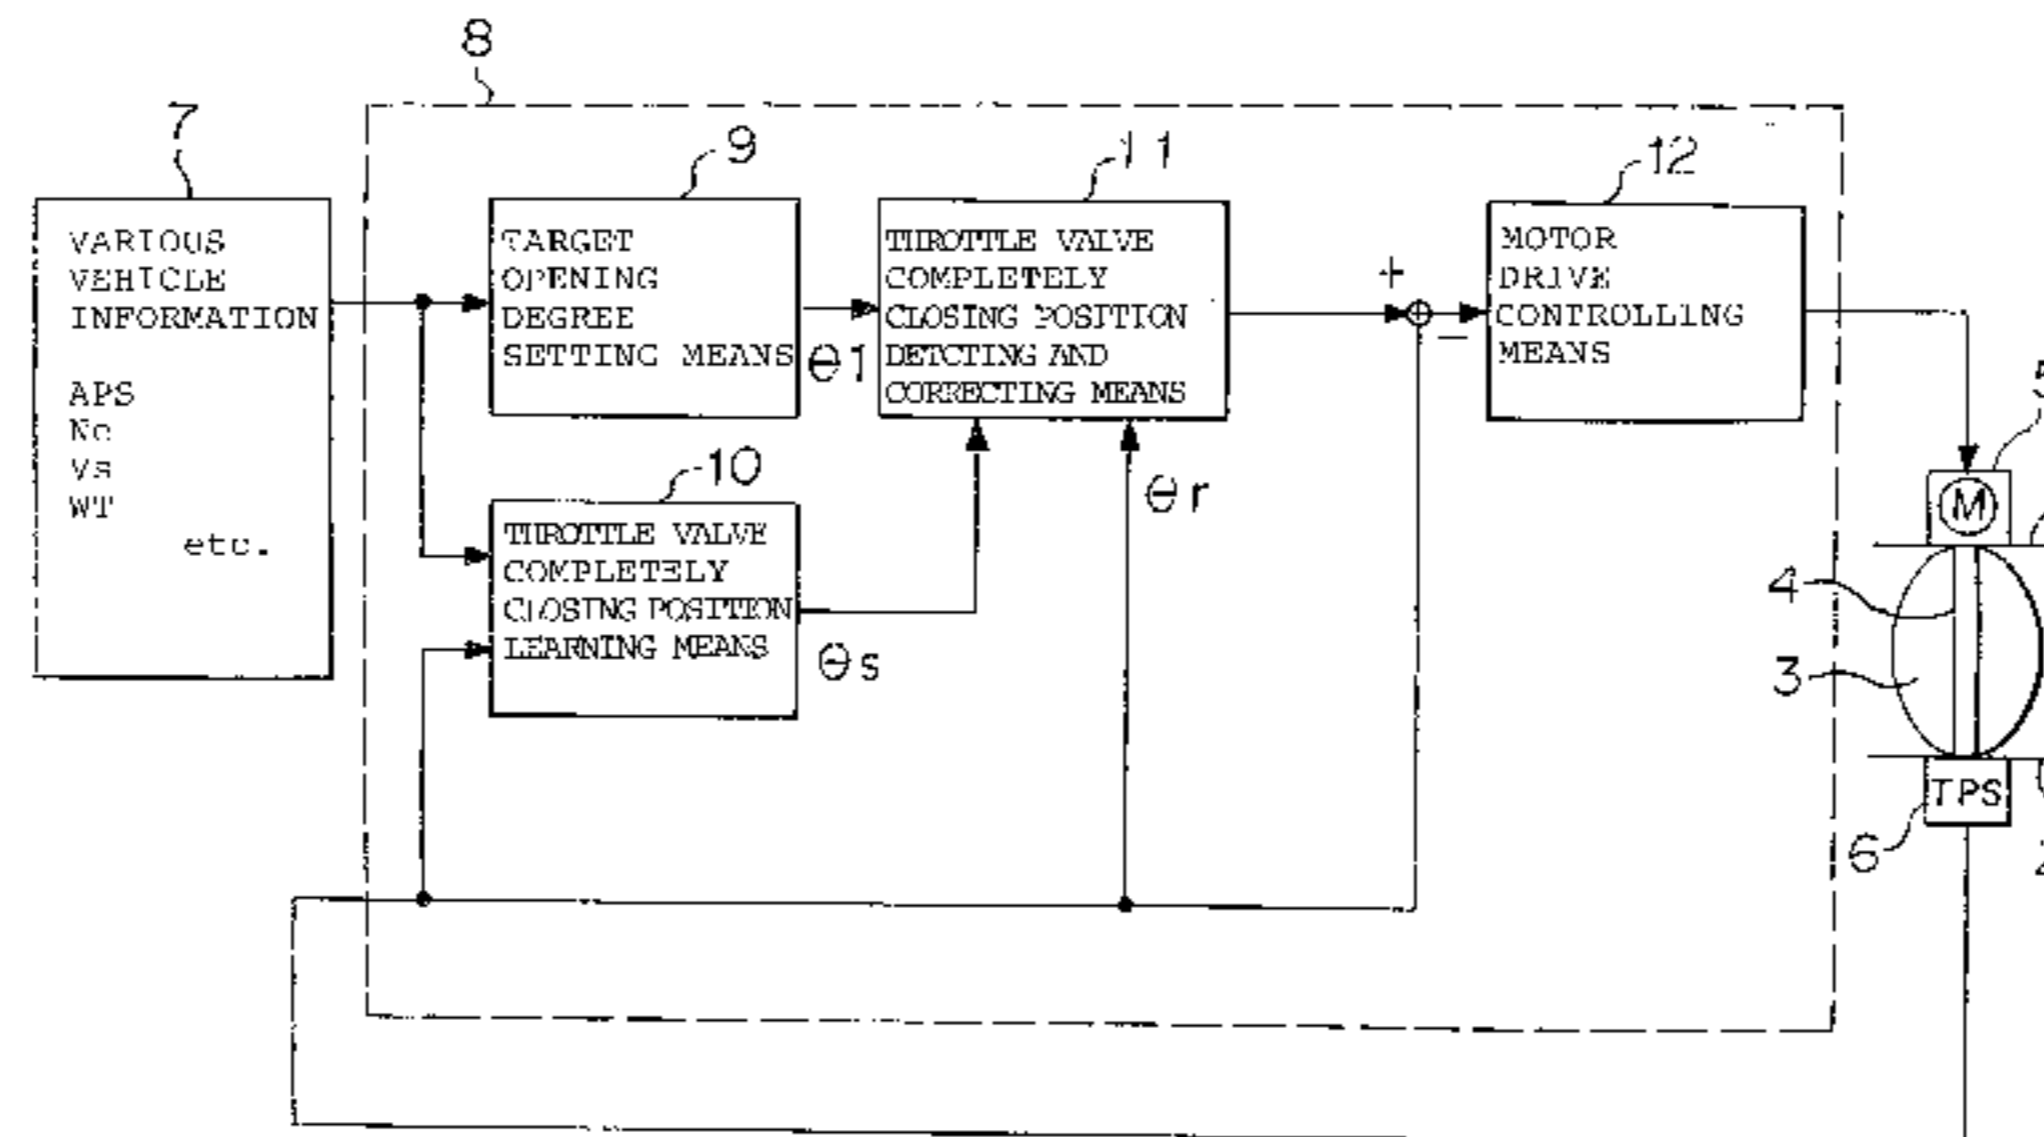 8
7
VARIOUS
VEHICLE
INFORMATION
APS
Ne
Vs
WT
etc.
9
TARGET
OPENING
DEGREE
SETTING MEANS
θ1
10
THROTTLE VALVE
COMPLETELY
CLOSING POSITION
LEARNING MEANS
θs
11
THROTTLE VALVE
COMPLETELY
CLOSING POSITION
DETCTING AND
CORRECTING MEANS
θr
+
−
12
MOTOR
DRIVE
CONTROLLING
MEANS
5
M
4
3
TPS
6